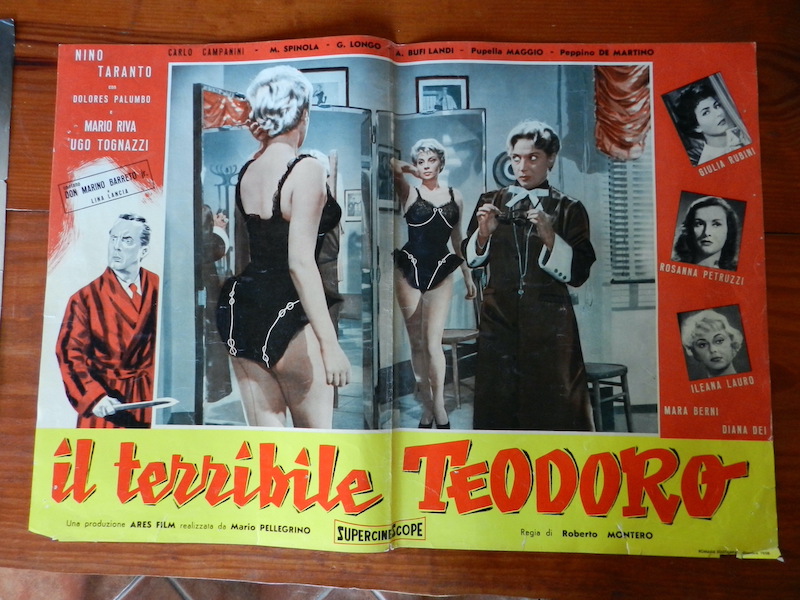 CARLO CAMPANINI - M. SPINOLA - G. LONGO - A. BUFI LANDI - Pupella MAGGIO - Peppino DE MARTINO
NINO
TARANTO
con
DOLORES PALUMBO
e
MARIO RIVA
UGO TOGNAZZI
cantano
DON MARINO BARRETO Jr.
e
LINA LANCIA
GIULIA RUBINI
ROSANNA PETRUZZI
ILEANA LAURO
MARA BERNI
DIANA DEI
il terribile TEODORO
Una produzione ARES FILM realizzata da Mario PELLEGRINO
SUPERCINESCOPE
Regia di Roberto MONTERO